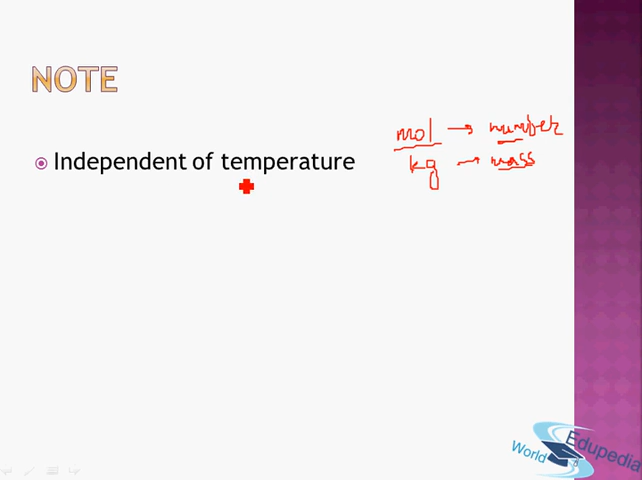 NOTE
Independent of temperature
mol → number
kg → mass
World Edupedia